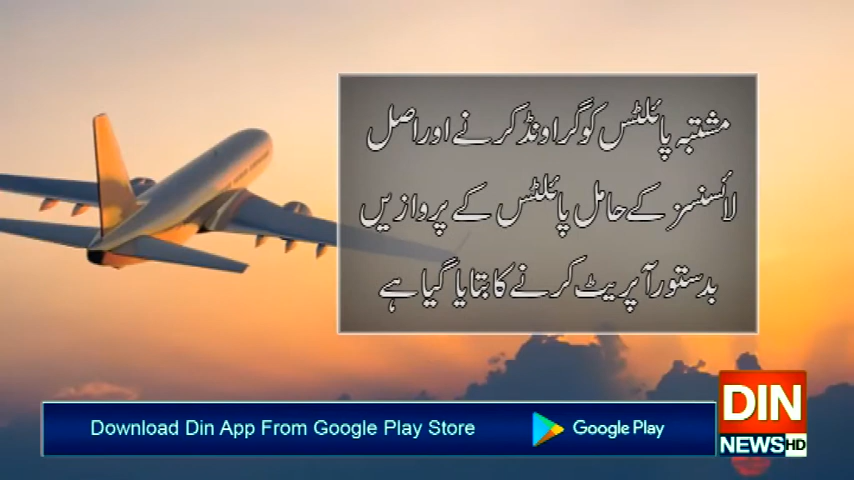 مشتبہ پائلٹس کو گراونڈ کرنے اور اصل
لائسنسز کے حامل پائلٹس کے پروازیں
بدستور آپریٹ کرنے کا بتایا گیا ہے
Download Din App From Google Play Store
Google Play
DIN
NEWS HD